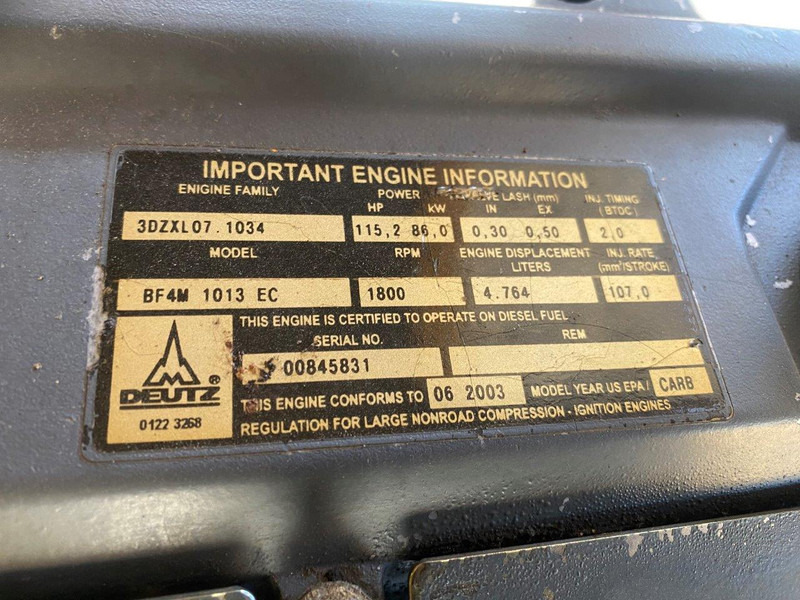 IMPORTANT ENGINE INFORMATION
ENIGINE FAMILY POWER LASH (mm) INJ. TIMING
HP kW IN EX (BTDC)
3DZXL07.1034 115,2 86,0 0,30 0,50 2,0
MODEL RPM ENGINE DISPLACEMENT INJ. RATE
LITERS (mm³/STROKE)
BF4M 1013 EC 1800 4.764 107,0
THIS ENGINE IS CERTIFIED TO OPERATE ON DIESEL FUEL
SERIAL NO. REM
00845831
DEUTZ ®
0122 3268
THIS ENGINE CONFORMS TO 06 2003 MODEL YEAR US EPA / CARB
REGULATION FOR LARGE NONROAD COMPRESSION - IGNITION ENGINES